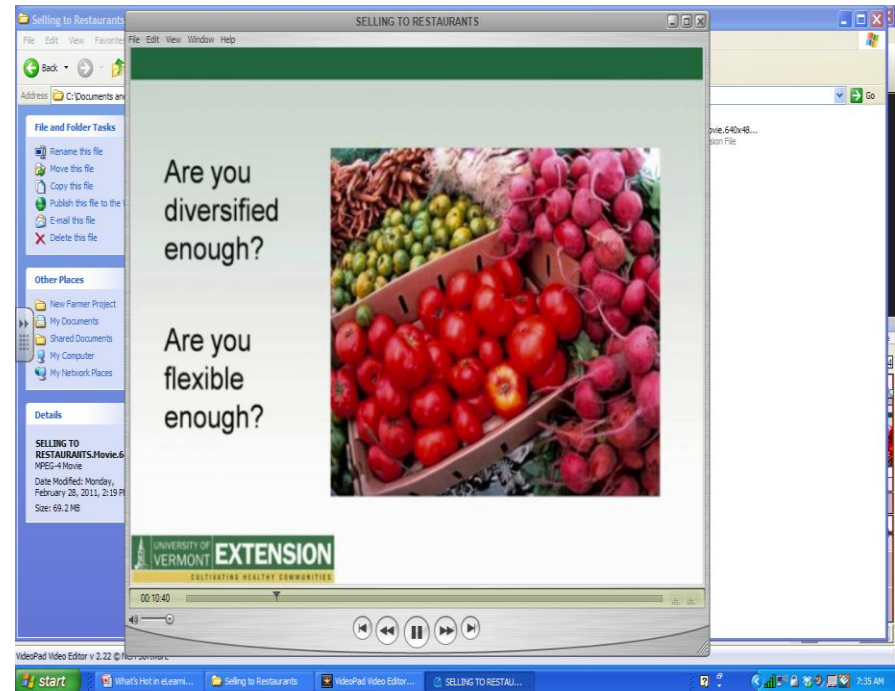 Selling to Restaurants
SELLING TO RESTAURANTS
File Edit View Favorites
File Edit View Window Help
Back
Address C:\Documents an
Go
File and Folder Tasks
Rename this file
Move this file
Copy this file
Publish this file to the
E-mail this file
Delete this file
Other Places
New Farmer Project
My Documents
Shared Documents
My Computer
My Network Places
Details
SELLING TO
RESTAURANTS.Movie.6
MPEG-4 Movie
Date Modified: Monday,
February 28, 2011, 2:19 P
Size: 69.2 MB
Are you
diversified
enough?
Are you
flexible
enough?
UNIVERSITY OF
VERMONT EXTENSION
CULTIVATING HEALTHY COMMUNITIES
00:10:40
ovie.640x48...
sion File
VideoPad Video Editor v 2.22 ©
start
What's Hot in eLearni...
Selling to Restaurants
VideoPad Video Editor...
SELLING TO RESTAU...
7:35 AM